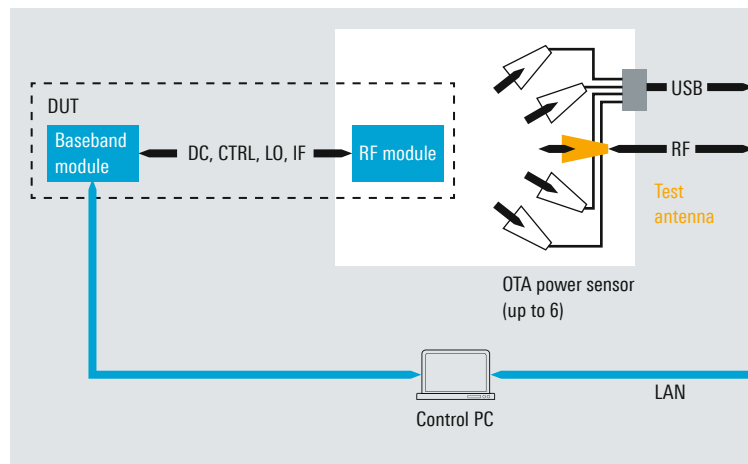 DUT
Baseband
module
DC, CTRL, LO, IF
RF module
USB
RF
Test
antenna
OTA power sensor
(up to 6)
Control PC
LAN